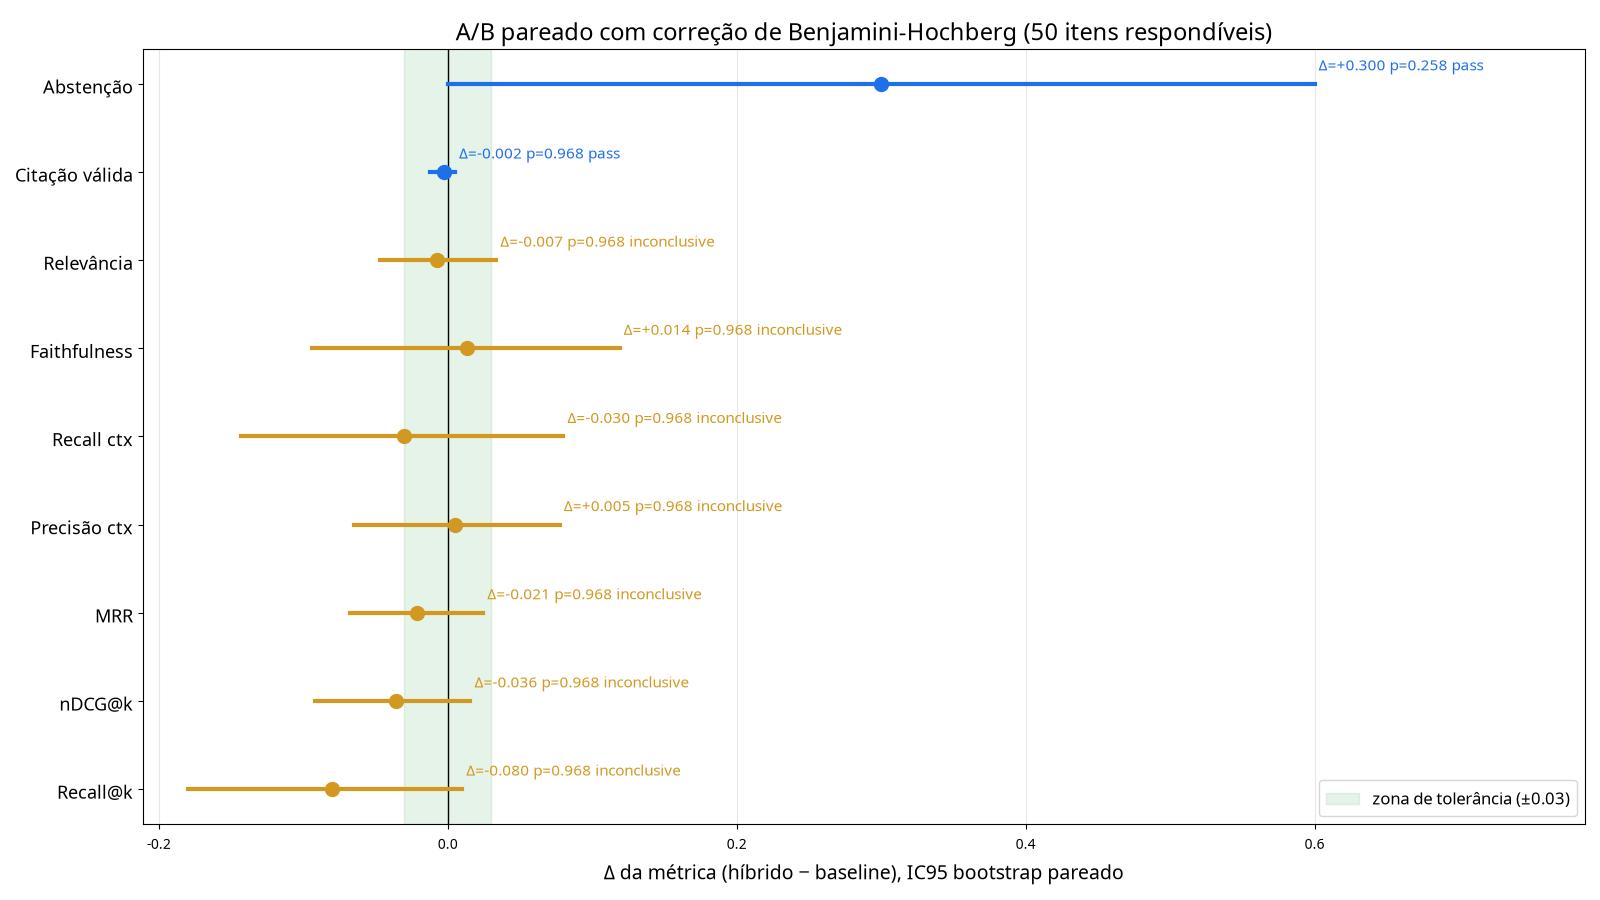 A/B pareado com correção de Benjamini-Hochberg (50 itens respondíveis)
Abstenção
Δ=+0.300 p=0.258 pass
Citação válida
Δ=-0.002 p=0.968 pass
Relevância
Δ=-0.007 p=0.968 inconclusive
Faithfulness
Δ=+0.014 p=0.968 inconclusive
Recall ctx
Δ=-0.030 p=0.968 inconclusive
Precisão ctx
Δ=+0.005 p=0.968 inconclusive
MRR
Δ=-0.021 p=0.968 inconclusive
nDCG@k
Δ=-0.036 p=0.968 inconclusive
Recall@k
Δ=-0.080 p=0.968 inconclusive
zona de tolerância (±0.03)
-0.2 0.0 0.2 0.4 0.6
Δ da métrica (híbrido − baseline), IC95 bootstrap pareado